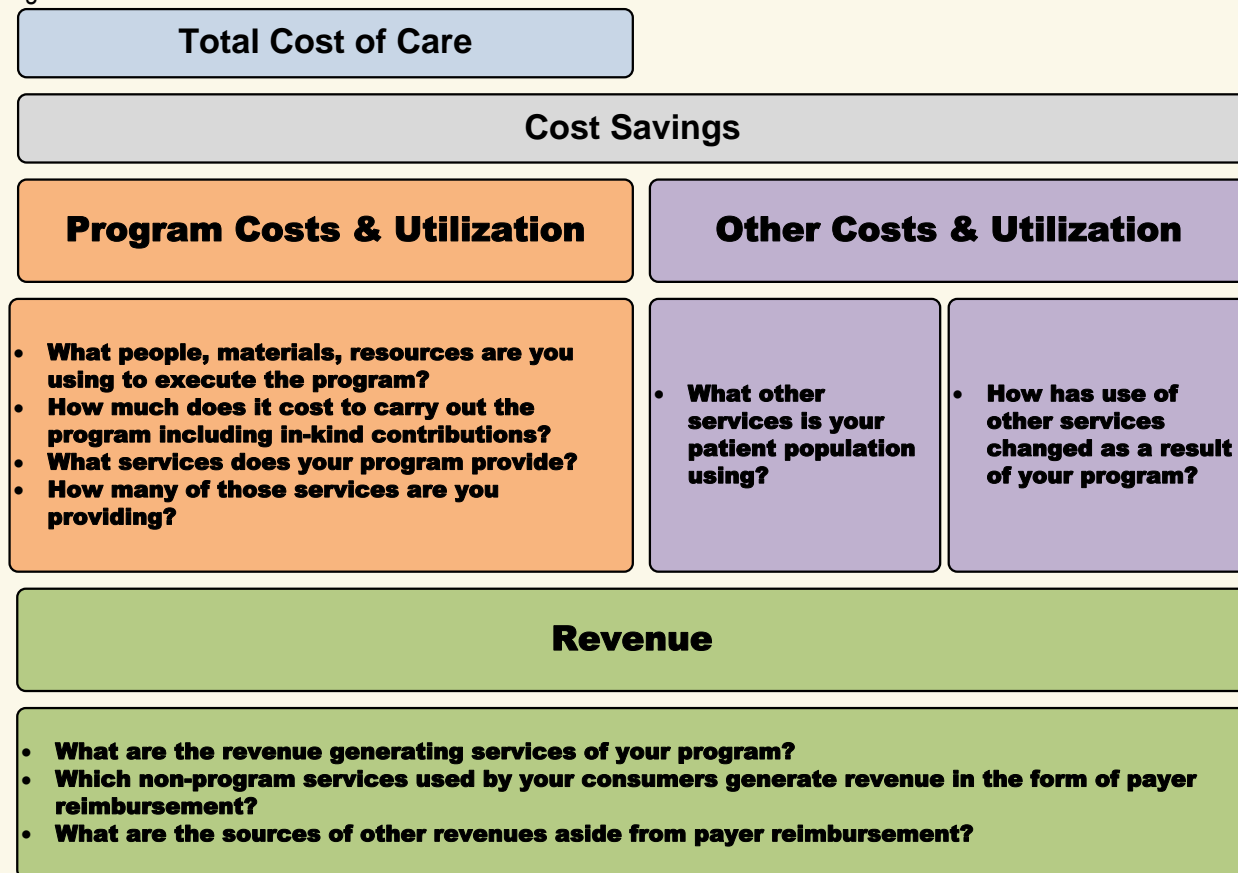 Total Cost of Care
Cost Savings
Program Costs & Utilization
Other Costs & Utilization
• What people, materials, resources are you
using to execute the program?
• How much does it cost to carry out the
program including in-kind contributions?
• What services does your program provide?
• How many of those services are you
providing?
• What other
services is your
patient population
using?
• How has use of
other services
changed as a result
of your program?
Revenue
• What are the revenue generating services of your program?
• Which non-program services used by your consumers generate revenue in the form of payer
reimbursement?
• What are the sources of other revenues aside from payer reimbursement?